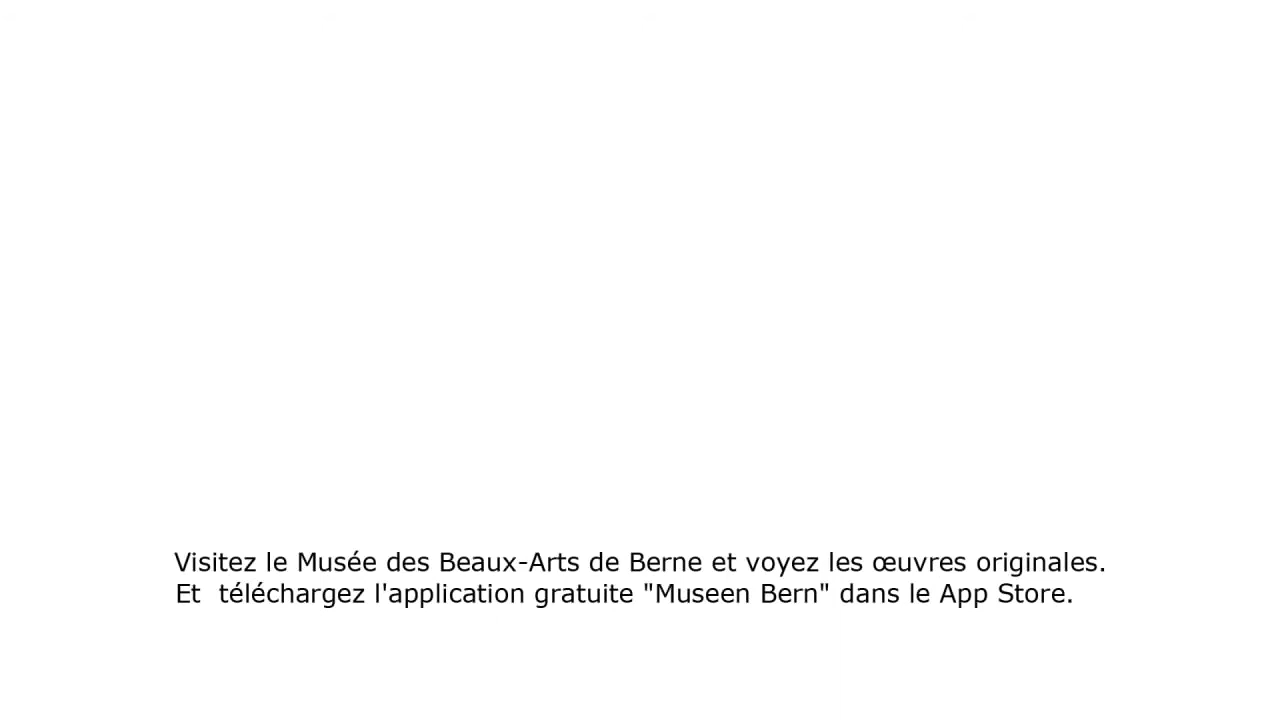 Visitez le Musée des Beaux-Arts de Berne et voyez les œuvres originales.
Et  téléchargez l'application gratuite "Museen Bern" dans le App Store.